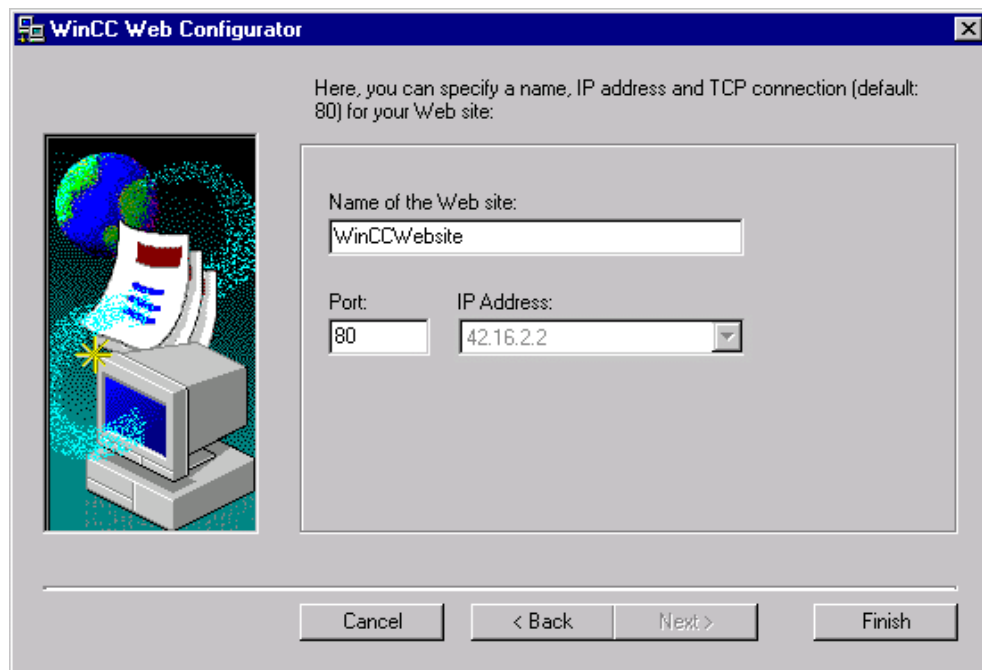 WinCC Web Configurator
Here, you can specify a name, IP address and TCP connection (default:
80) for your Web site:
Name of the Web site:
WinCCWebsite
Port:
IP Address:
80
42.16.2.2
Cancel
< Back
Next >
Finish